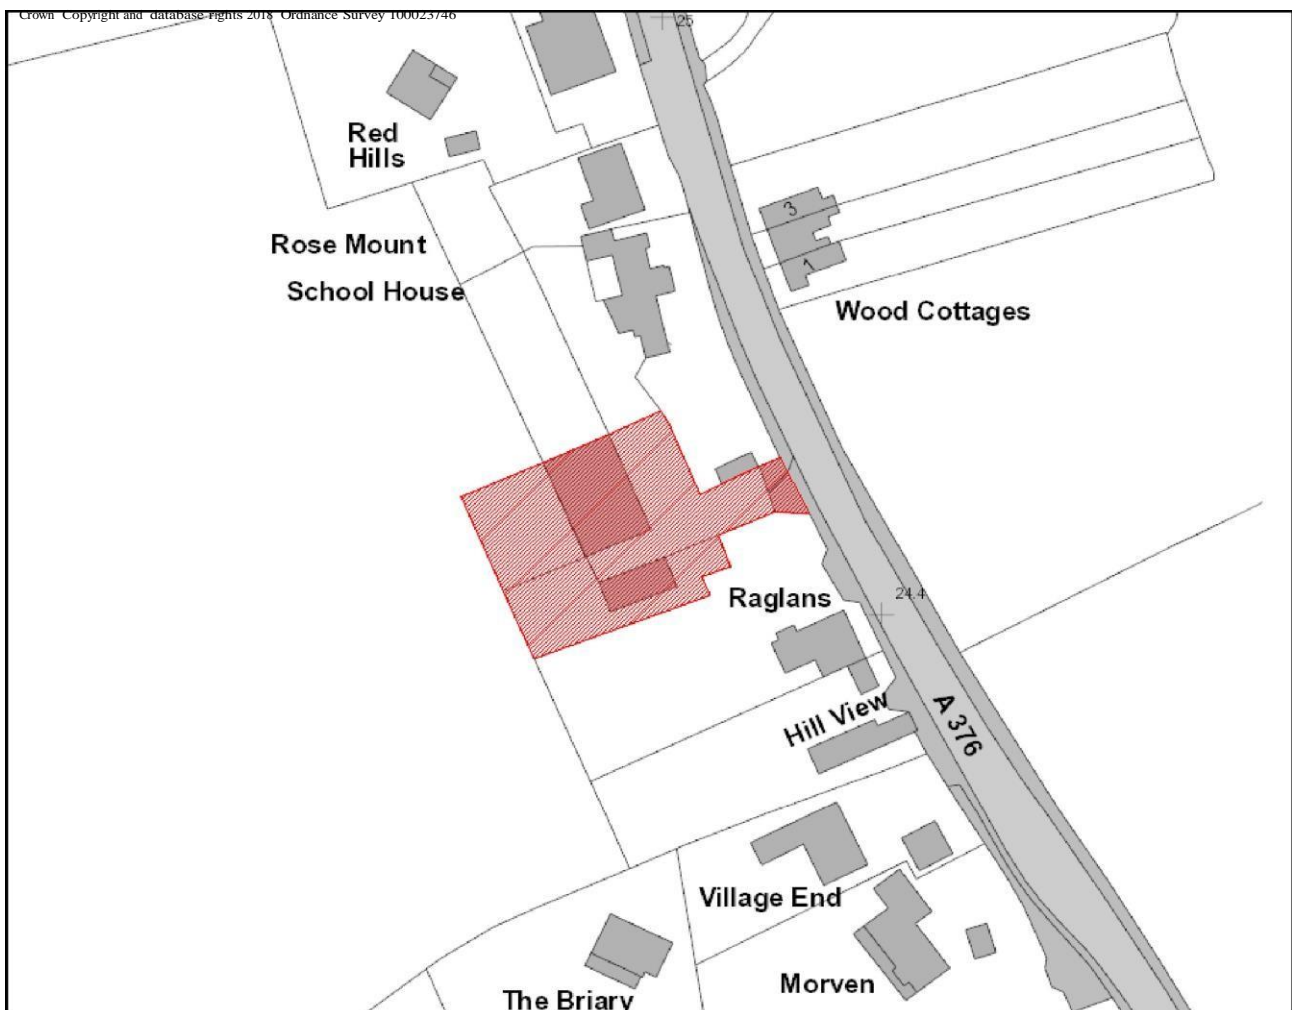 Crown Copyright and database rights 2018 Ordnance Survey 100023746
25
Red
Hills
3
Rose Mount
1
School House
Wood Cottages
24.4
Raglans
Hill View
A 376
Village End
Morven
The Briary